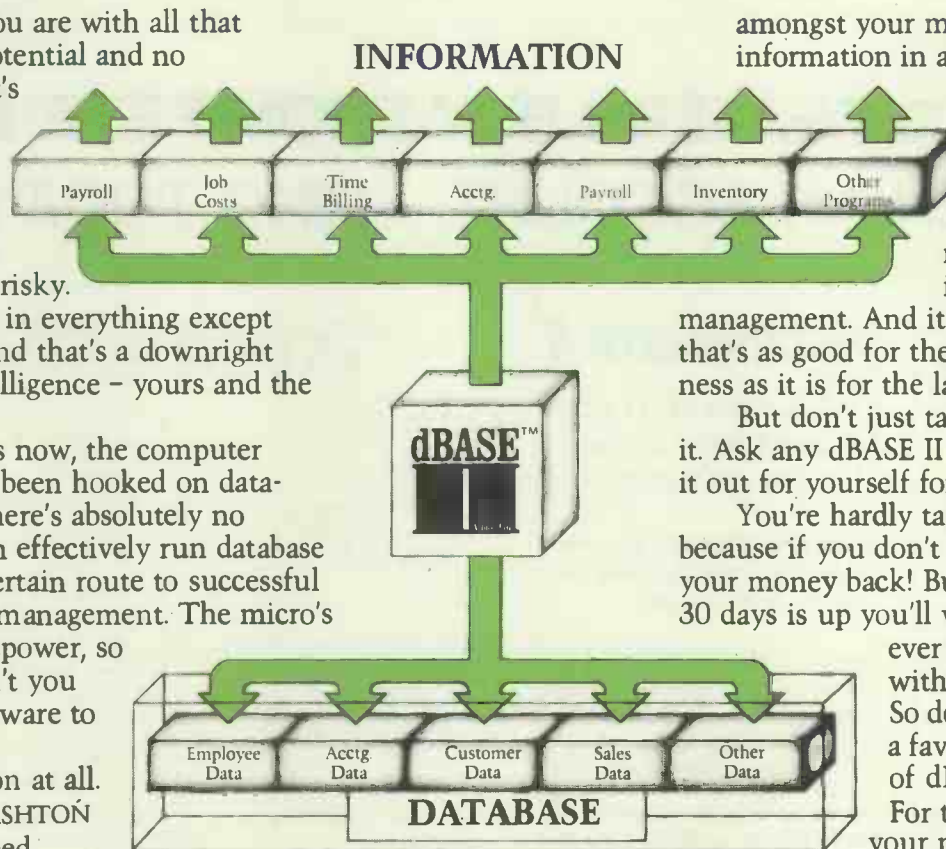 ou are with all that
otential and no
's
risky.
in everything except
nd that's a downright
lligence – yours and the
s now, the computer
been hooked on data-
here's absolutely no
n effectively run database
ertain route to successful
management. The micro's
power, so
't you
ware to
on at all.
SHTON
INFORMATION
Payroll
Job
Costs
Time
Billing
Acctg.
Payroll
Inventory
Other
Programs
dBASE™
II
Employee
Data
Acctg.
Data
Customer
Data
Sales
Data
Other
Data
DATABASE
amongst your m
information in a
management. And it
that's as good for the
ness as it is for the la
But don't just ta
it. Ask any dBASE II
it out for yourself fo
You're hardly ta
because if you don't
your money back! Bu
30 days is up you'll w
ever
with
So do
a fav
of dB
For t
your p